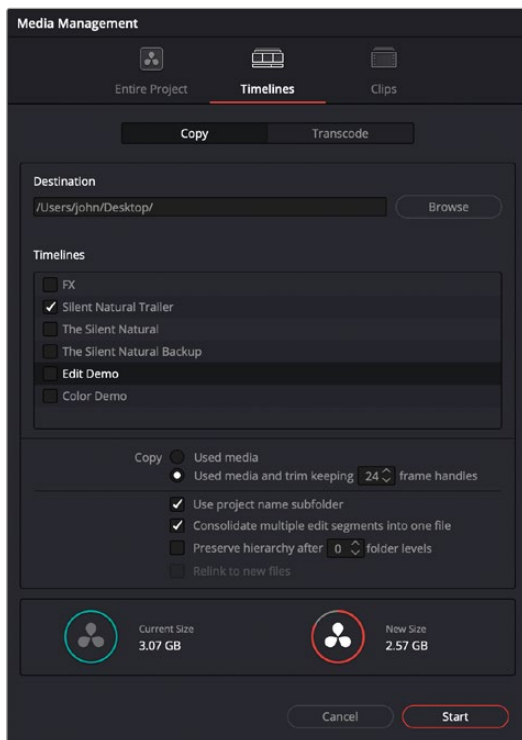 Media Management
Entire Project
Timelines
Clips
Copy
Transcode
Destination
/Users/john/Desktop/
Browse
Timelines
FX
Silent Natural Trailer
The Silent Natural
The Silent Natural Backup
Edit Demo
Color Demo
Copy Used media
Used media and trim keeping 24 frame handles
Use project name subfolder
Consolidate multiple edit segments into one file
Preserve hierarchy after 0 folder levels
Relink to new files
Current Size
3.07 GB
New Size
2.57 GB
Cancel
Start